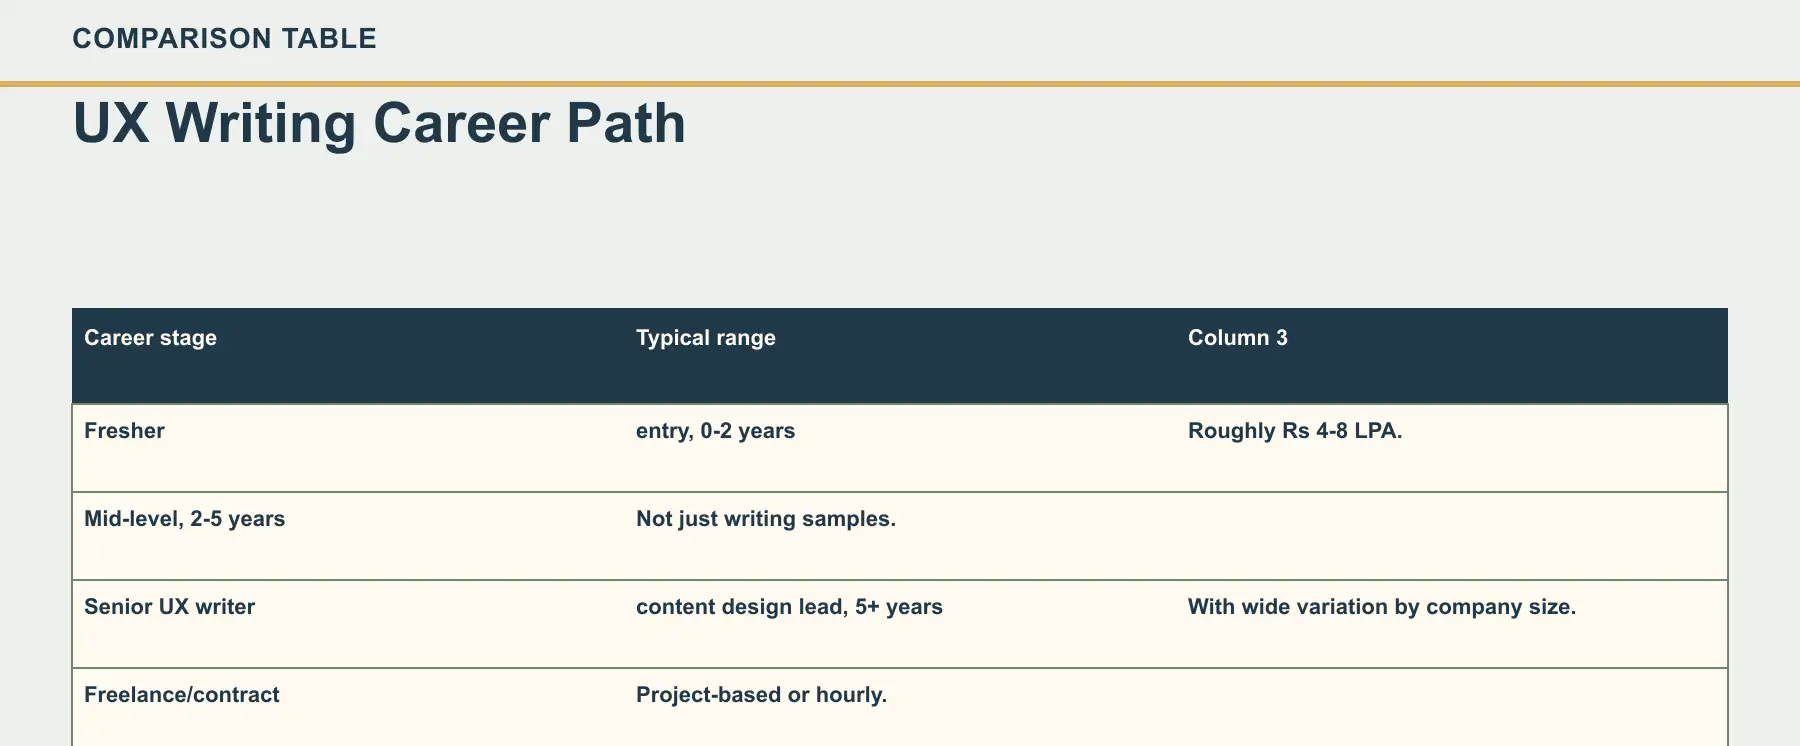 COMPARISON TABLE
UX Writing Career Path
Career stage Typical range Column 3
Fresher entry, 0-2 years Roughly Rs 4-8 LPA.
Mid-level, 2-5 years Not just writing samples.
Senior UX writer content design lead, 5+ years With wide variation by company size.
Freelance/contract Project-based or hourly.